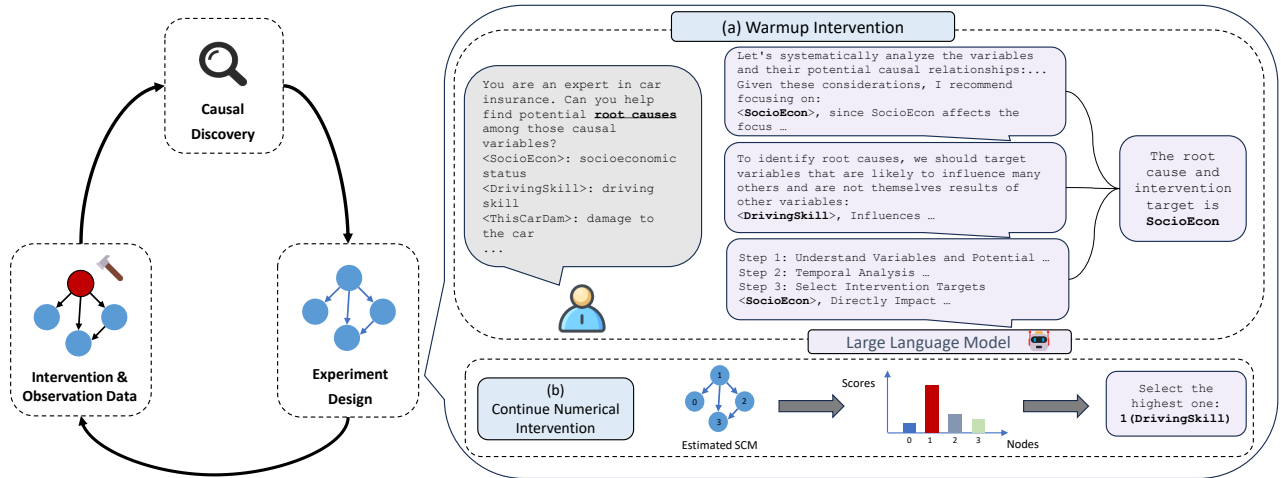 Causal
Discovery
Intervention &
Observation Data
Experiment
Design
(a) Warmup Intervention
You are an expert in car
insurance. Can you help
find potential root causes
among those causal
variables?
<SocioEcon>: socioeconomic
status
<DrivingSkill>: driving
skill
<ThisCarDam>: damage to
the car
...
Let's systematically analyze the variables
and their potential causal relationships:...
Given these considerations, I recommend
focusing on:
<SocioEcon>, since SocioEcon affects the
focus …
To identify root causes, we should target
variables that are likely to influence many
others and are not themselves results of
other variables:
<DrivingSkill>, Influences …
Step 1: Understand Variables and Potential …
Step 2: Temporal Analysis …
Step 3: Select Intervention Targets
<SocioEcon>, Directly Impact …
The root
cause and
intervention
target is
SocioEcon
Large Language Model
(b)
Continue Numerical
Intervention
1
0
2
3
Estimated SCM
Scores
0 1 2 3
Nodes
Select the
highest one:
1(DrivingSkill)